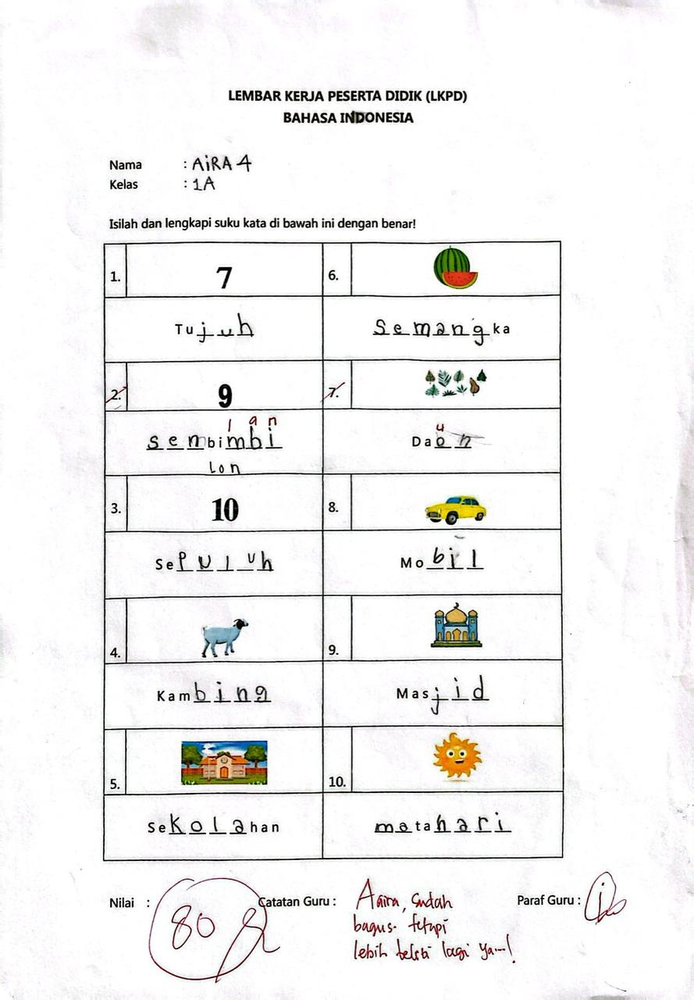 LEMBAR KERJA PESERTA DIDIK (LKPD)
BAHASA INDONESIA
Nama : AiRA 4
Kelas : 1A
Isilah dan lengkapi suku kata di bawah ini dengan benar!
1. 7
Tujuh
2. 9
l a n
sembimbi
lon
3. 10
Sepuluh
4.
Kambing
5.
Sekolahan
6.
Semangka
7.
u
Daon
8.
Mobil
9.
Masjid
10.
matahari
Nilai : 80
Catatan Guru : Aaira, sudah
bagus tetapi
lebih teliti lagi ya...!
Paraf Guru :